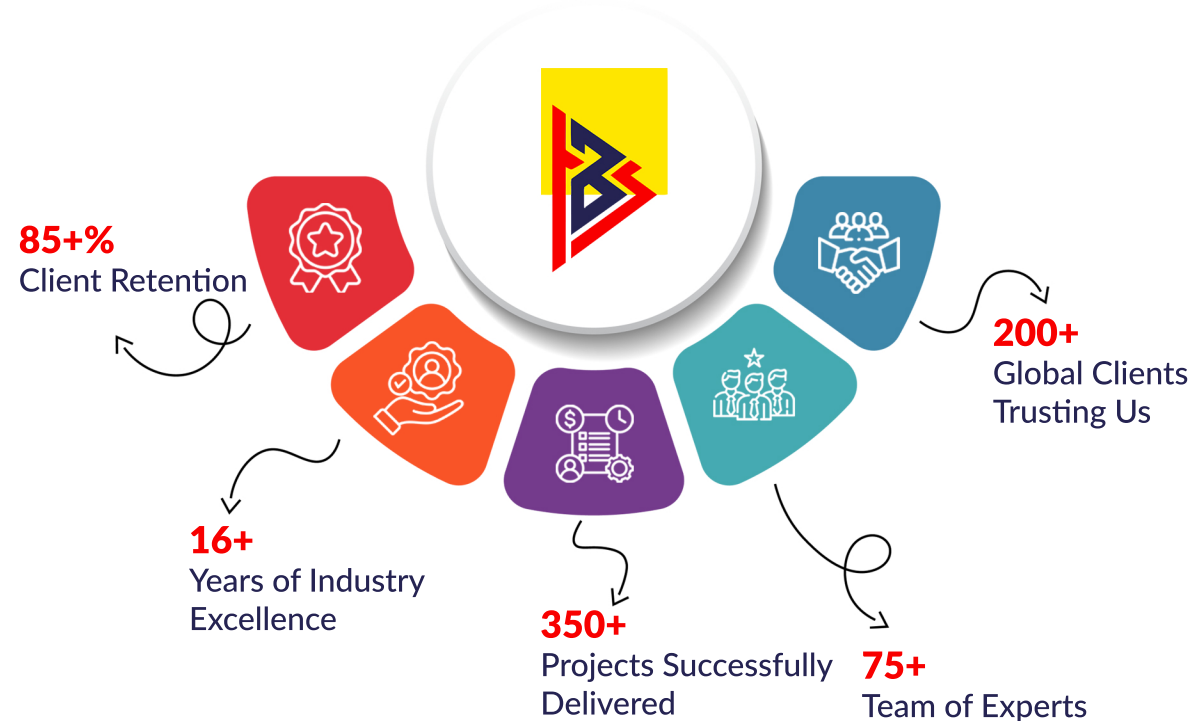 TBS
85+%
Client Retention
16+
Years of Industry
Excellence
350+
Projects Successfully
Delivered
75+
Team of Experts
200+
Global Clients
Trusting Us